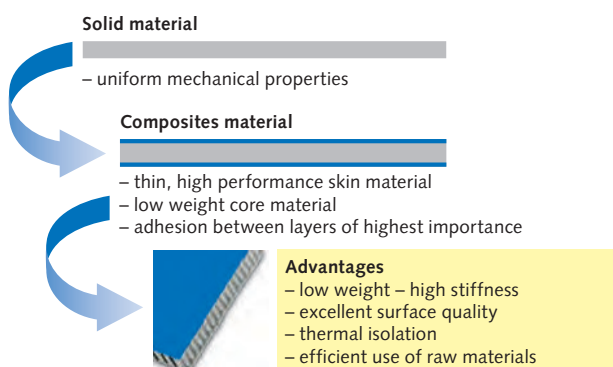 Solid material
– uniform mechanical properties
Composites material
– thin, high performance skin material
– low weight core material
– adhesion between layers of highest importance
Advantages
– low weight – high stiffness
– excellent surface quality
– thermal isolation
– efficient use of raw materials